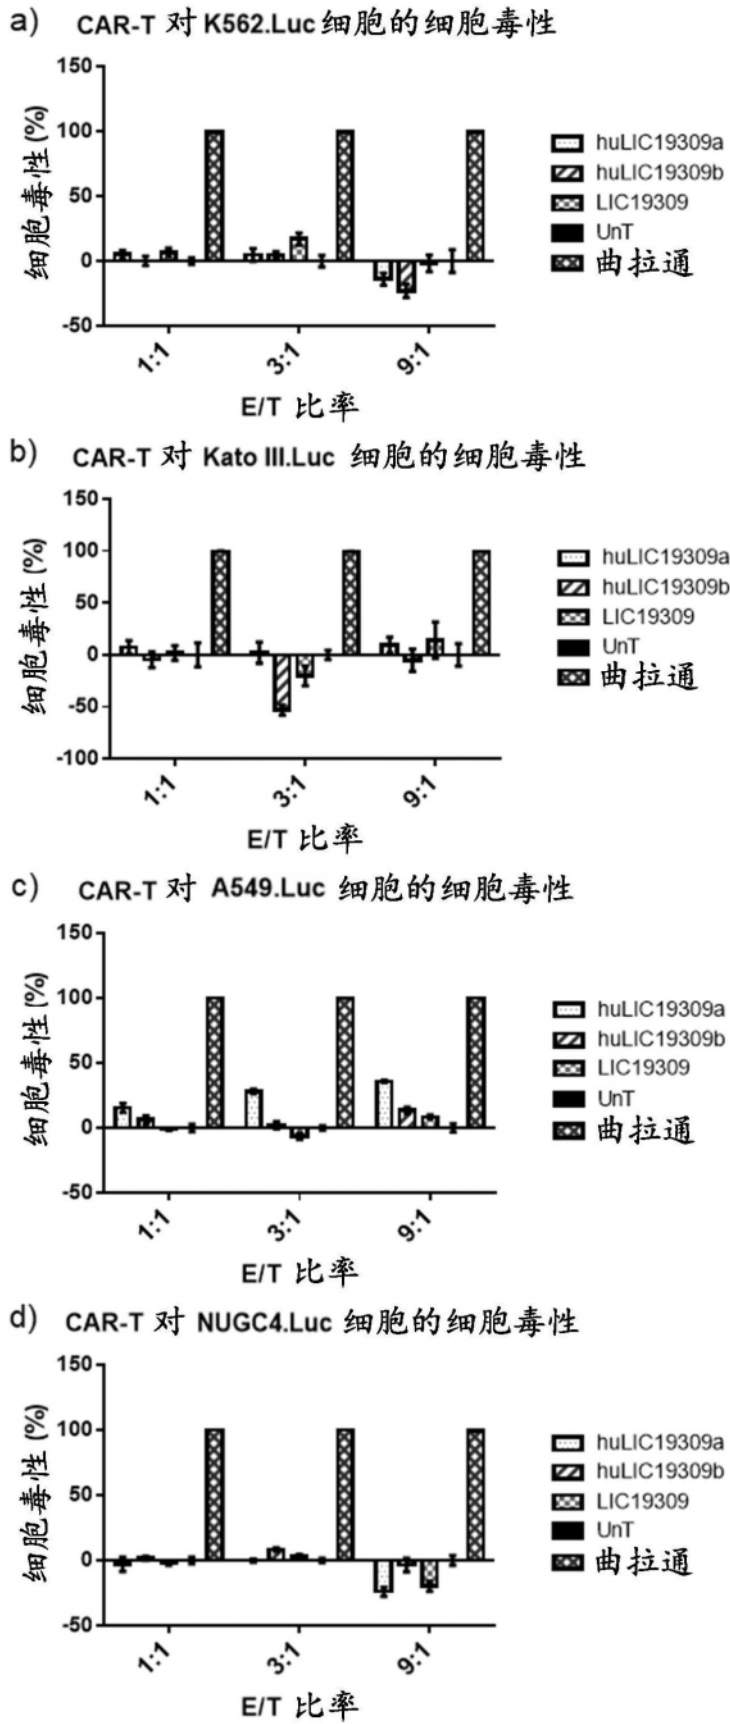 a) CAR-T 对 K562.Luc 细胞的细胞毒性
细胞毒性 (%)
150
100
50
0
-50
1:1
3:1
9:1
E/T 比率
huLIC19309a
huLIC19309b
LIC19309
UnT
曲拉通
b) CAR-T 对 Kato III.Luc 细胞的细胞毒性
细胞毒性 (%)
150
100
50
0
-50
-100
1:1
3:1
9:1
E/T 比率
huLIC19309a
huLIC19309b
LIC19309
UnT
曲拉通
c) CAR-T 对 A549.Luc 细胞的细胞毒性
细胞毒性 (%)
150
100
50
0
-50
1:1
3:1
9:1
E/T 比率
huLIC19309a
huLIC19309b
LIC19309
UnT
曲拉通
d) CAR-T 对 NUGC4.Luc 细胞的细胞毒性
细胞毒性 (%)
150
100
50
0
-50
1:1
3:1
9:1
E/T 比率
huLIC19309a
huLIC19309b
LIC19309
UnT
曲拉通